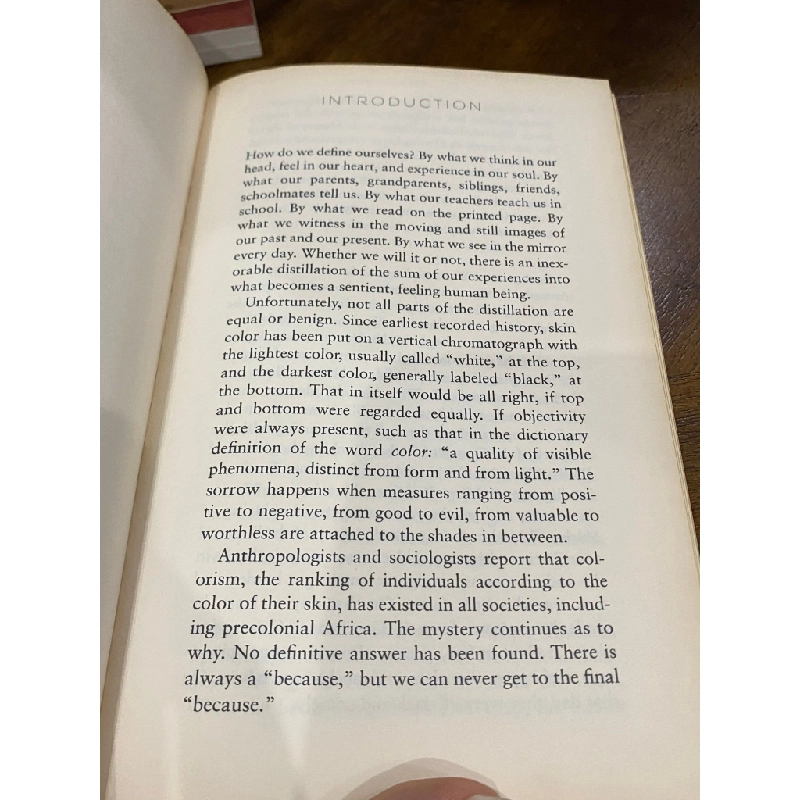 INTRODUCTION
How do we define ourselves? By what we think in our
head, feel in our heart, and experience in our soul. By
what our parents, grandparents, siblings, friends,
schoolmates tell us. By what our teachers teach us in
school. By what we read on the printed page. By
what we witness in the moving and still images of
our past and our present. By what we see in the mirror
every day. Whether we will it or not, there is an inex-
orable distillation of the sum of our experiences into
what becomes a sentient, feeling human being.
Unfortunately, not all parts of the distillation are
equal or benign. Since earliest recorded history, skin
color has been put on a vertical chromatograph with
the lightest color, usually called “white,” at the top,
and the darkest color, generally labeled “black,” at
the bottom. That in itself would be all right, if top
and bottom were regarded equally. If objectivity
were always present, such as that in the dictionary
definition of the word color: “a quality of visible
phenomena, distinct from form and from light.” The
sorrow happens when measures ranging from posi-
tive to negative, from good to evil, from valuable to
worthless are attached to the shades in between.
Anthropologists and sociologists report that col-
orism, the ranking of individuals according to the
color of their skin, has existed in all societies, includ-
ing precolonial Africa. The mystery continues as to
why. No definitive answer has been found. There is
always a “because,” but we can never get to the final
“because.”